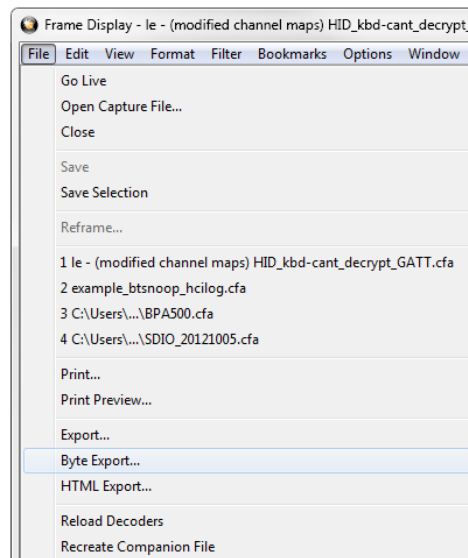 Frame Display - le - (modified channel maps) HID_kbd-cant_decrypt_
File Edit View Format Filter Bookmarks Options Window
Go Live
Open Capture File...
Close
Save
Save Selection
Reframe...
1 le - (modified channel maps) HID_kbd-cant_decrypt_GATT.cfa
2 example_btsnoop_hcilog.cfa
3 C:\Users\...\BPA500.cfa
4 C:\Users\...\SDIO_20121005.cfa
Print...
Print Preview...
Export...
Byte Export...
HTML Export...
Reload Decoders
Recreate Companion File